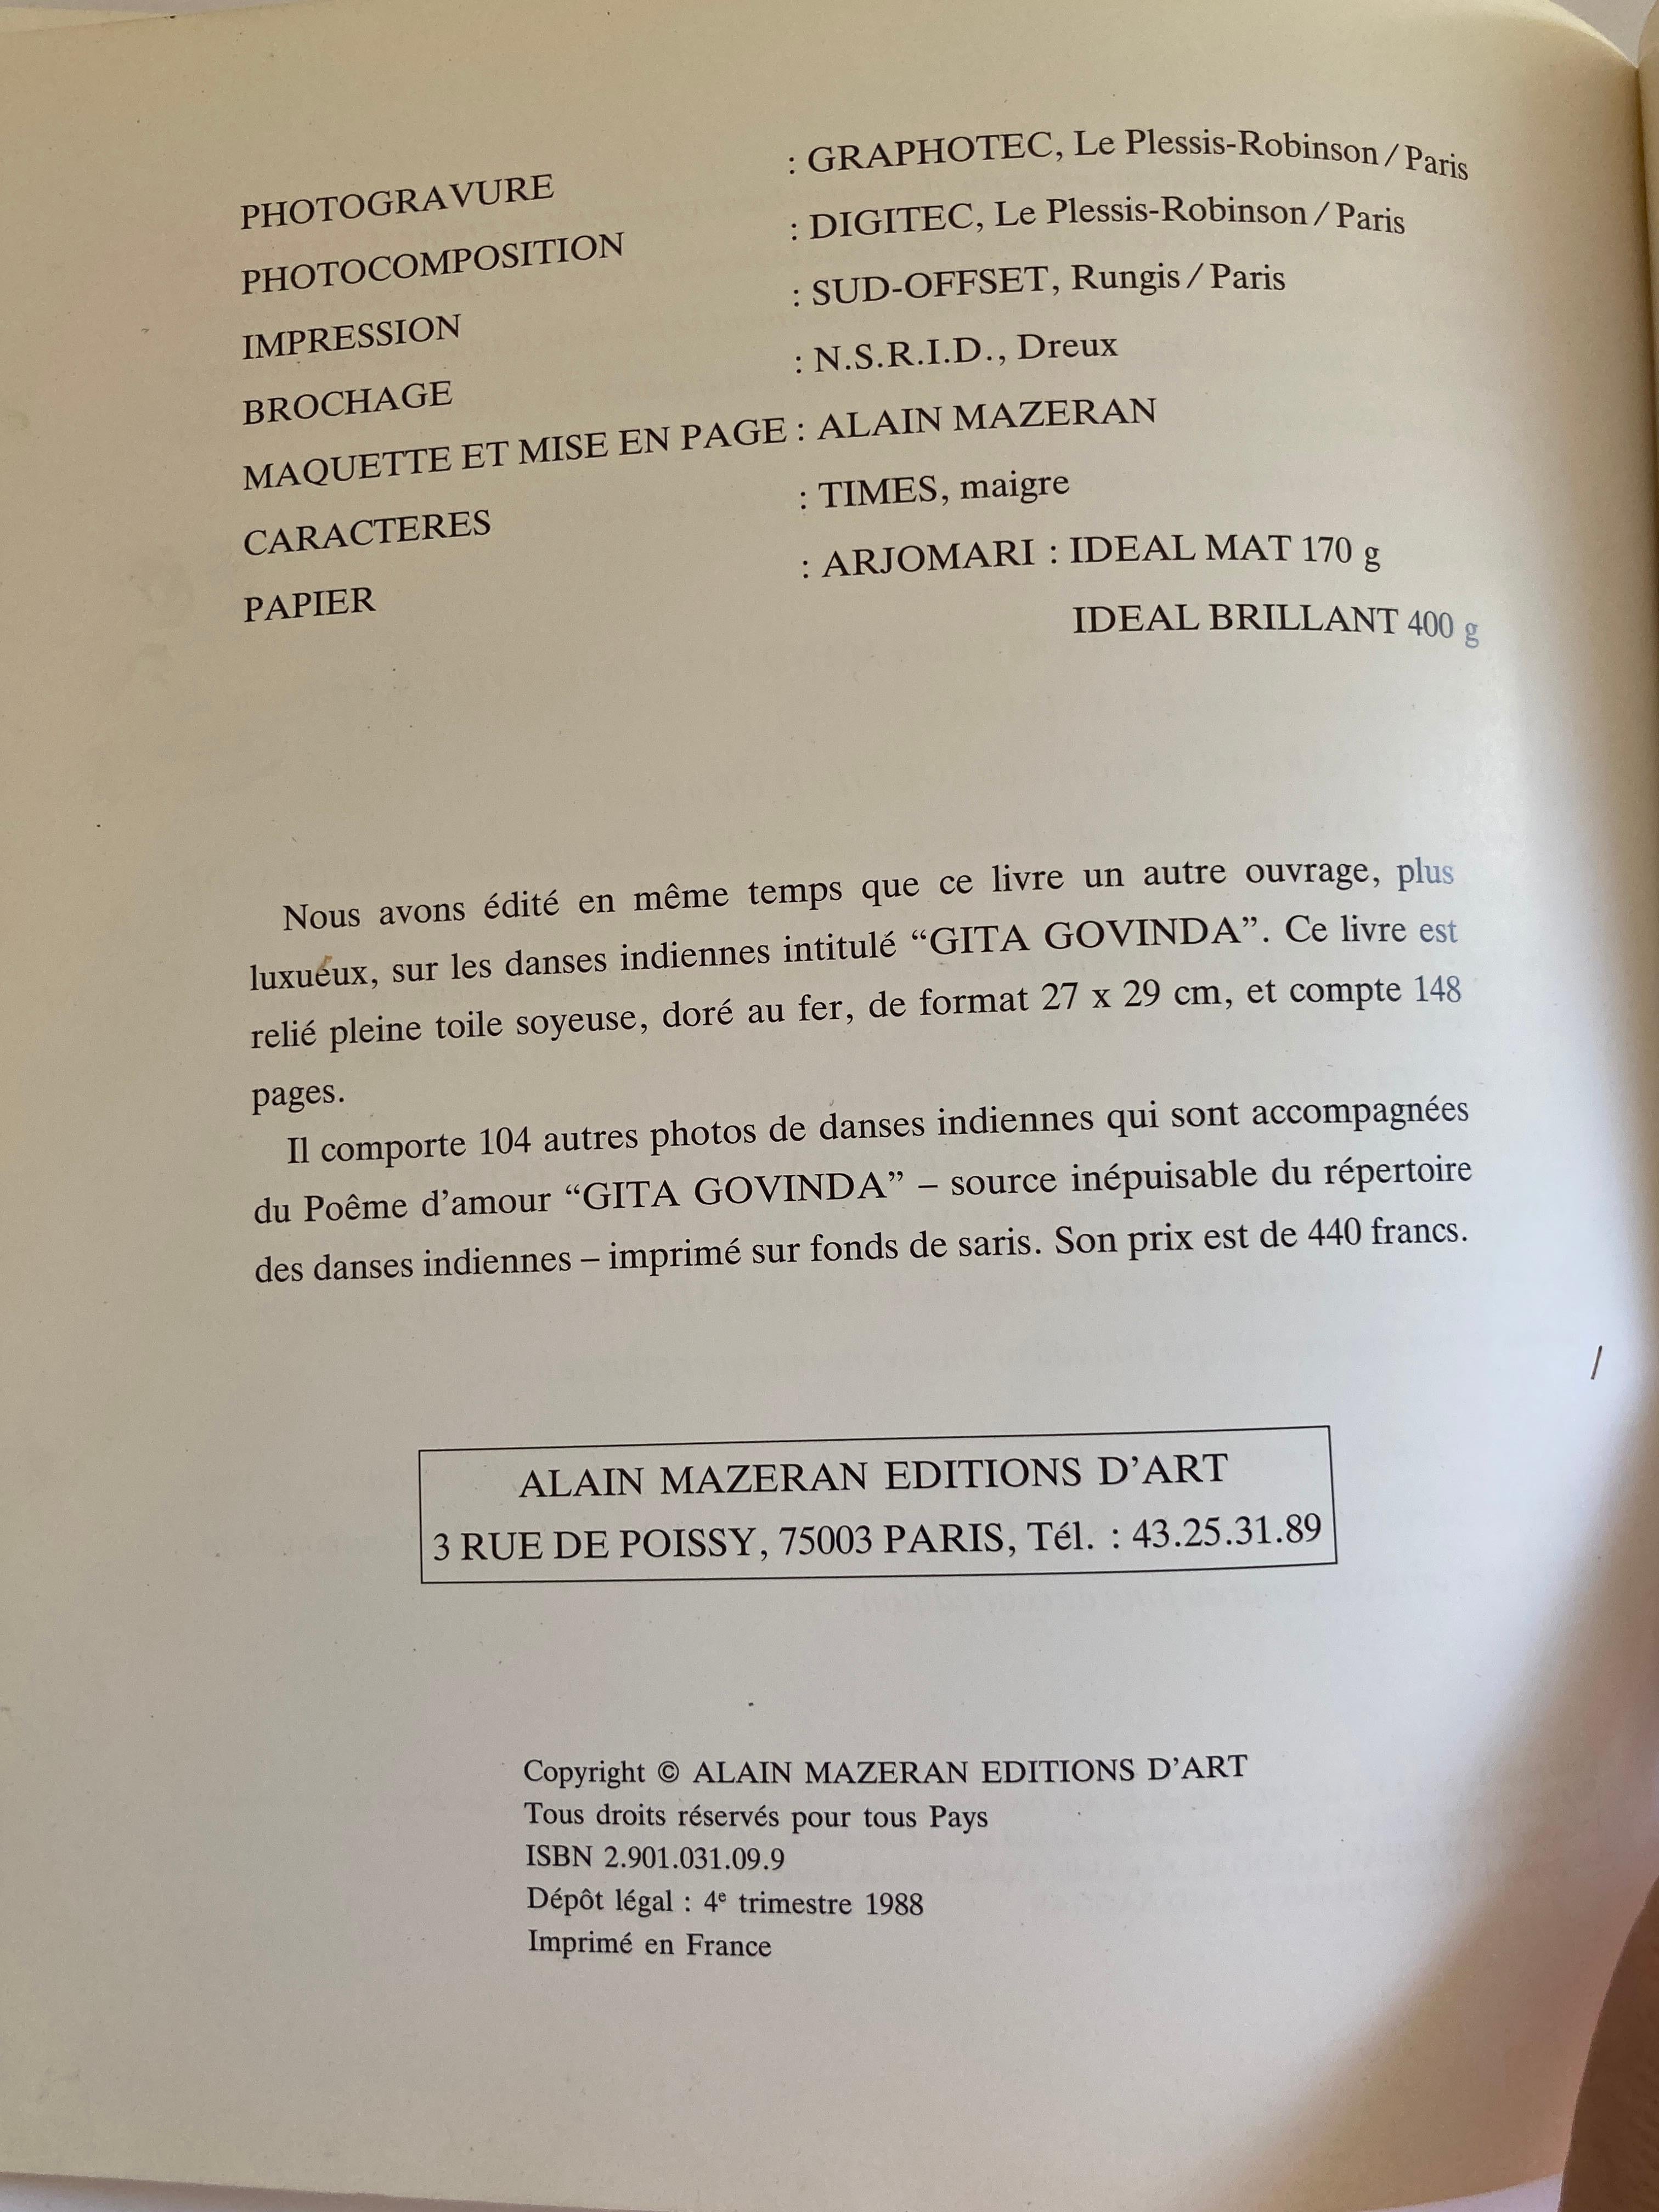 PHOTOGRAVURE : GRAPHOTEC, Le Plessis-Robinson / Paris
PHOTOCOMPOSITION : DIGITEC, Le Plessis-Robinson / Paris
IMPRESSION : SUD-OFFSET, Rungis / Paris
BROCHAGE : N.S.R.I.D., Dreux
MAQUETTE ET MISE EN PAGE : ALAIN MAZERAN
CARACTERES : TIMES, maigre
PAPIER : ARJOMARI : IDEAL MAT 170 g
IDEAL BRILLANT 400 g
Nous avons édité en même temps que ce livre un autre ouvrage, plus
luxuéux, sur les danses indiennes intitulé “GITA GOVINDA”. Ce livre est
relié pleine toile soyeuse, doré au fer, de format 27 x 29 cm, et compte 148
pages.
Il comporte 104 autres photos de danses indiennes qui sont accompagnées
du Poême d’amour “GITA GOVINDA” – source inépuisable du répertoire
des danses indiennes – imprimé sur fonds de saris. Son prix est de 440 francs.
ALAIN MAZERAN EDITIONS D’ART
3 RUE DE POISSY, 75003 PARIS, Tél. : 43.25.31.89
Copyright © ALAIN MAZERAN EDITIONS D’ART
Tous droits réservés pour tous Pays
ISBN 2.901.031.09.9
Dépôt légal : 4e trimestre 1988
Imprimé en France